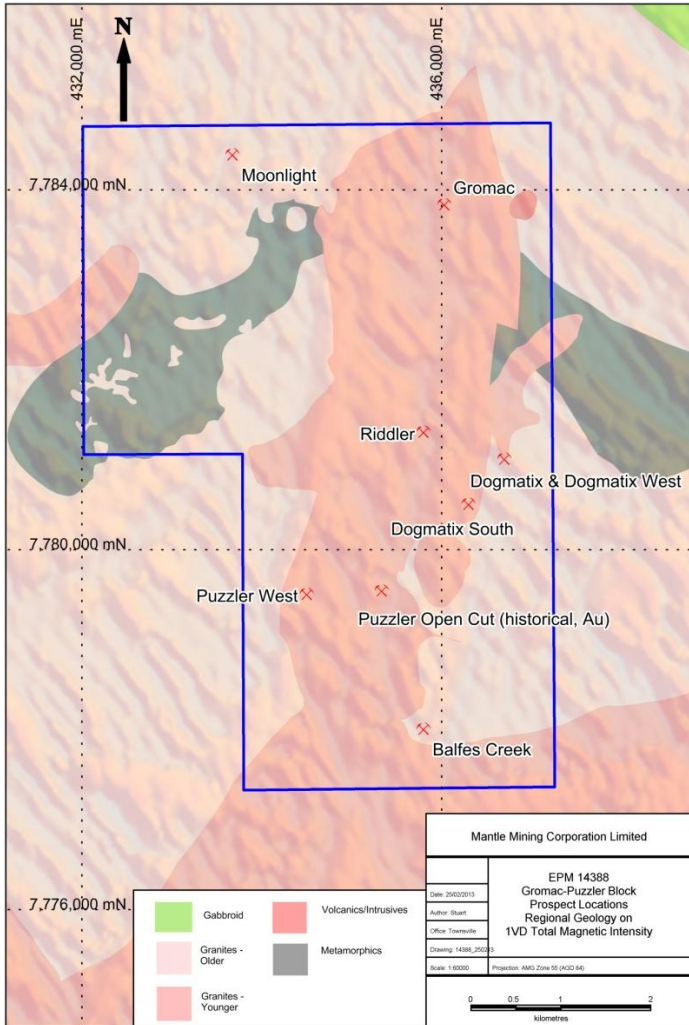 432,000 mE
436,000 mE
N
Moonlight
7,784,000 mN
Gromac
Riddler
Dogmatix & Dogmatix West
Dogmatix South
7,780,000 mN
Puzzler West
Puzzler Open Cut (historical, Au)
Balfes Creek
7,776,000 mN
Gabbroid
Volcanics/Intrusives
Granites -
Older
Metamorphics
Granites -
Younger
Mantle Mining Corporation Limited
Date: 25/02/2013
Author: Stuart
Office: Townsville
Drawing: 14388_250213
Scale: 1:60000
EPM 14388
Gromac-Puzzler Block
Prospect Locations
Regional Geology on
1VD Total Magnetic Intensity
Projection: AMG Zone 55 (AGD 84)
0 0.5 1 2
kilometres